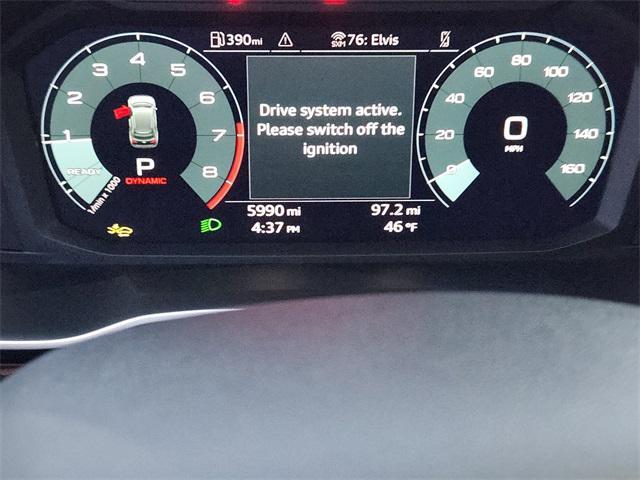 390mi
SXM 76: Elvis
1 2 3 4 5 6 7 8
READY
P
DYNAMIC
1/min x 1000
Drive system active.
Please switch off the
ignition
0 20 40 60 80 100 120 140 160
0
MPH
5990 mi
97.2 mi
4:37 PM
46 °F